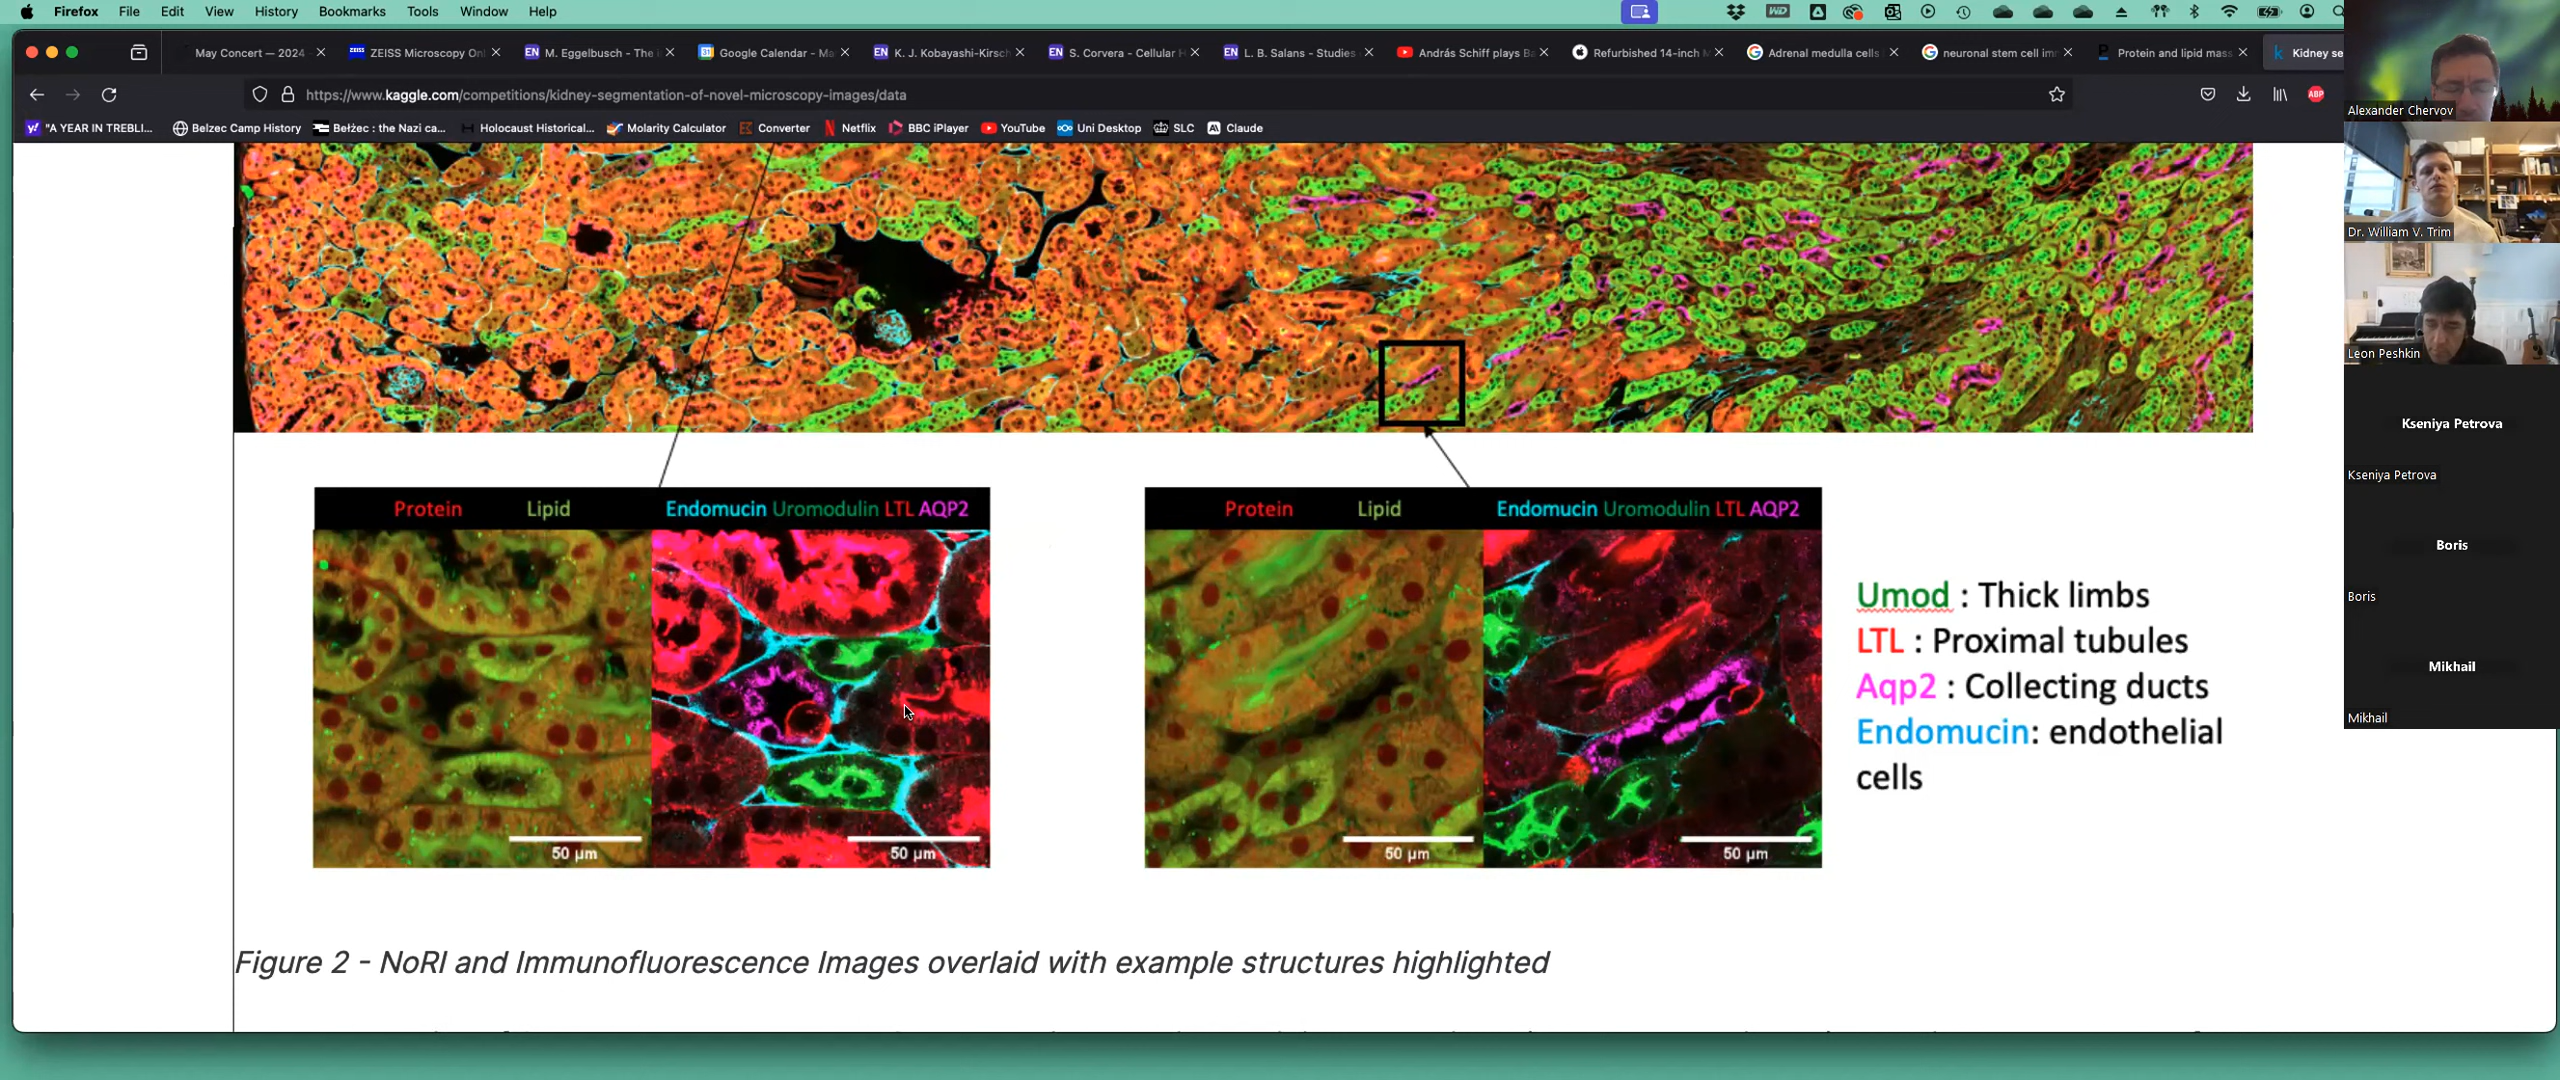 Firefox File Edit View History Bookmarks Tools Window Help
May Concert — 2024
ZEISS Microscopy Onl
M. Eggelbusch - The
Google Calendar - Ma
K. J. Kobayashi-Kirsch
S. Corvera - Cellular H
L. B. Salans - Studies
András Schiff plays Ba
Refurbished 14-inch M
Adrenal medulla cells
neuronal stem cell im
Protein and lipid mass
Kidney se
https://www.kaggle.com/competitions/kidney-segmentation-of-novel-microscopy-images/data
"A YEAR IN TREBLI... Belzec Camp History Bełżec : the Nazi ca... Holocaust Historical... Molarity Calculator Converter Netflix BBC iPlayer YouTube Uni Desktop SLC Claude
ABP
Alexander Chervov
Dr. William V. Trim
Leon Peshkin
Kseniya Petrova
Kseniya Petrova
Boris
Boris
Mikhail
Mikhail
Protein Lipid Endomucin Uromodulin LTL AQP2
50 µm 50 µm
Protein Lipid Endomucin Uromodulin LTL AQP2
50 µm 50 µm
Umod : Thick limbs
LTL : Proximal tubules
Aqp2 : Collecting ducts
Endomucin: endothelial
cells
Figure 2 - NoRI and Immunofluorescence Images overlaid with example structures highlighted